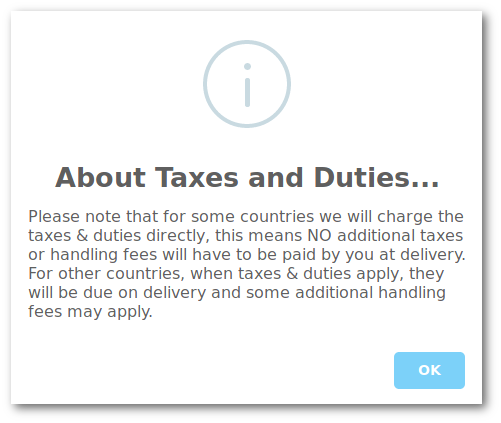 About Taxes and Duties...
Please note that for some countries we will charge the
taxes & duties directly, this means NO additional taxes
or handling fees will have to be paid by you at delivery.
For other countries, when taxes & duties apply, they
will be due on delivery and some additional handling
fees may apply.
OK